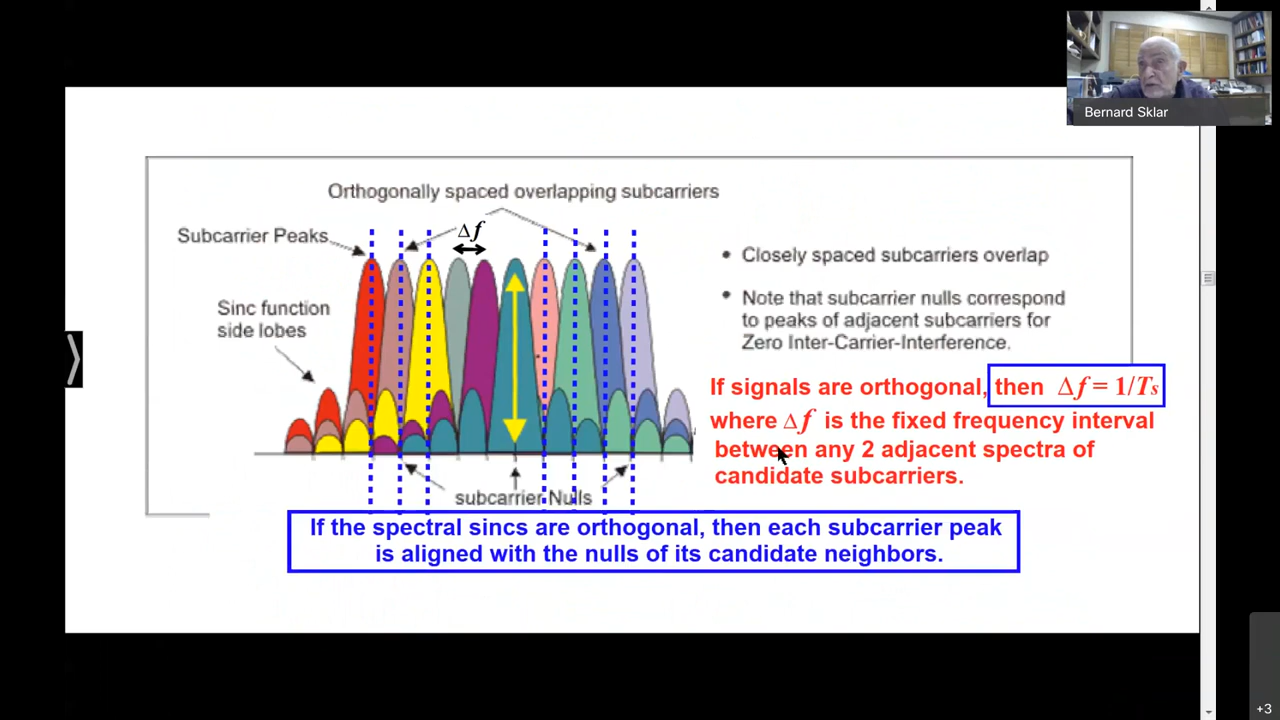 Bernard Sklar
Orthogonally spaced overlapping subcarriers
Δf
Subcarrier Peaks
Sinc function
side lobes
subcarrier Nulls
• Closely spaced subcarriers overlap
• Note that subcarrier nulls correspond
to peaks of adjacent subcarriers for
Zero Inter-Carrier-Interference.
If signals are orthogonal, then Δf = 1/Ts
where Δf is the fixed frequency interval
between any 2 adjacent spectra of
candidate subcarriers.
If the spectral sincs are orthogonal, then each subcarrier peak
is aligned with the nulls of its candidate neighbors.
+3